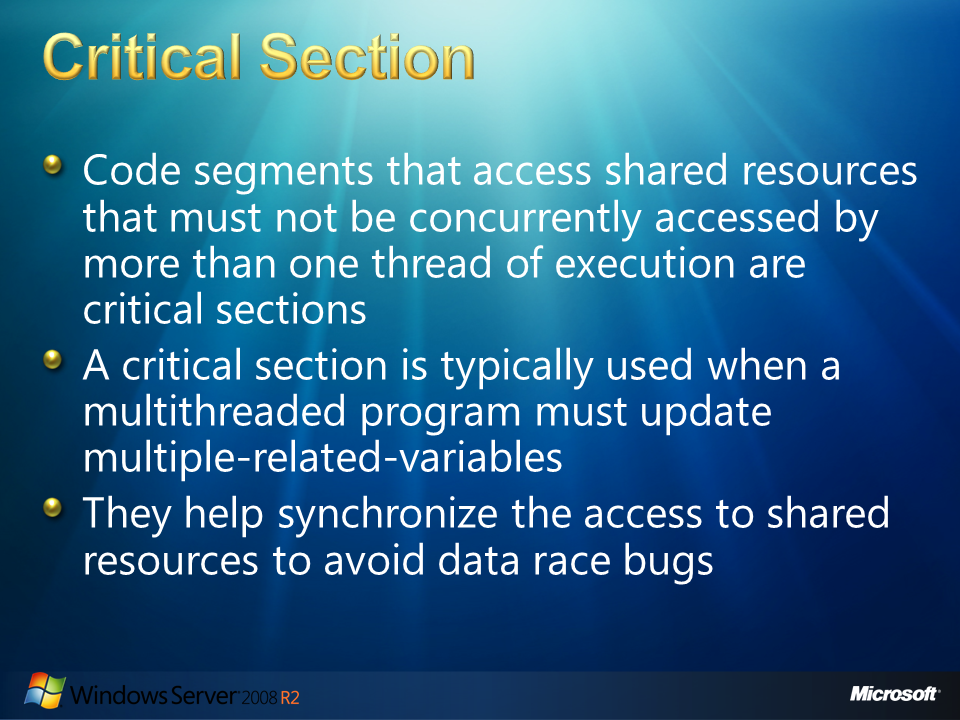 Critical Section
Code segments that access shared resources
that must not be concurrently accessed by
more than one thread of execution are
critical sections
A critical section is typically used when a
multithreaded program must update
multiple-related-variables
They help synchronize the access to shared
resources to avoid data race bugs
Windows Server 2008 R2
Microsoft